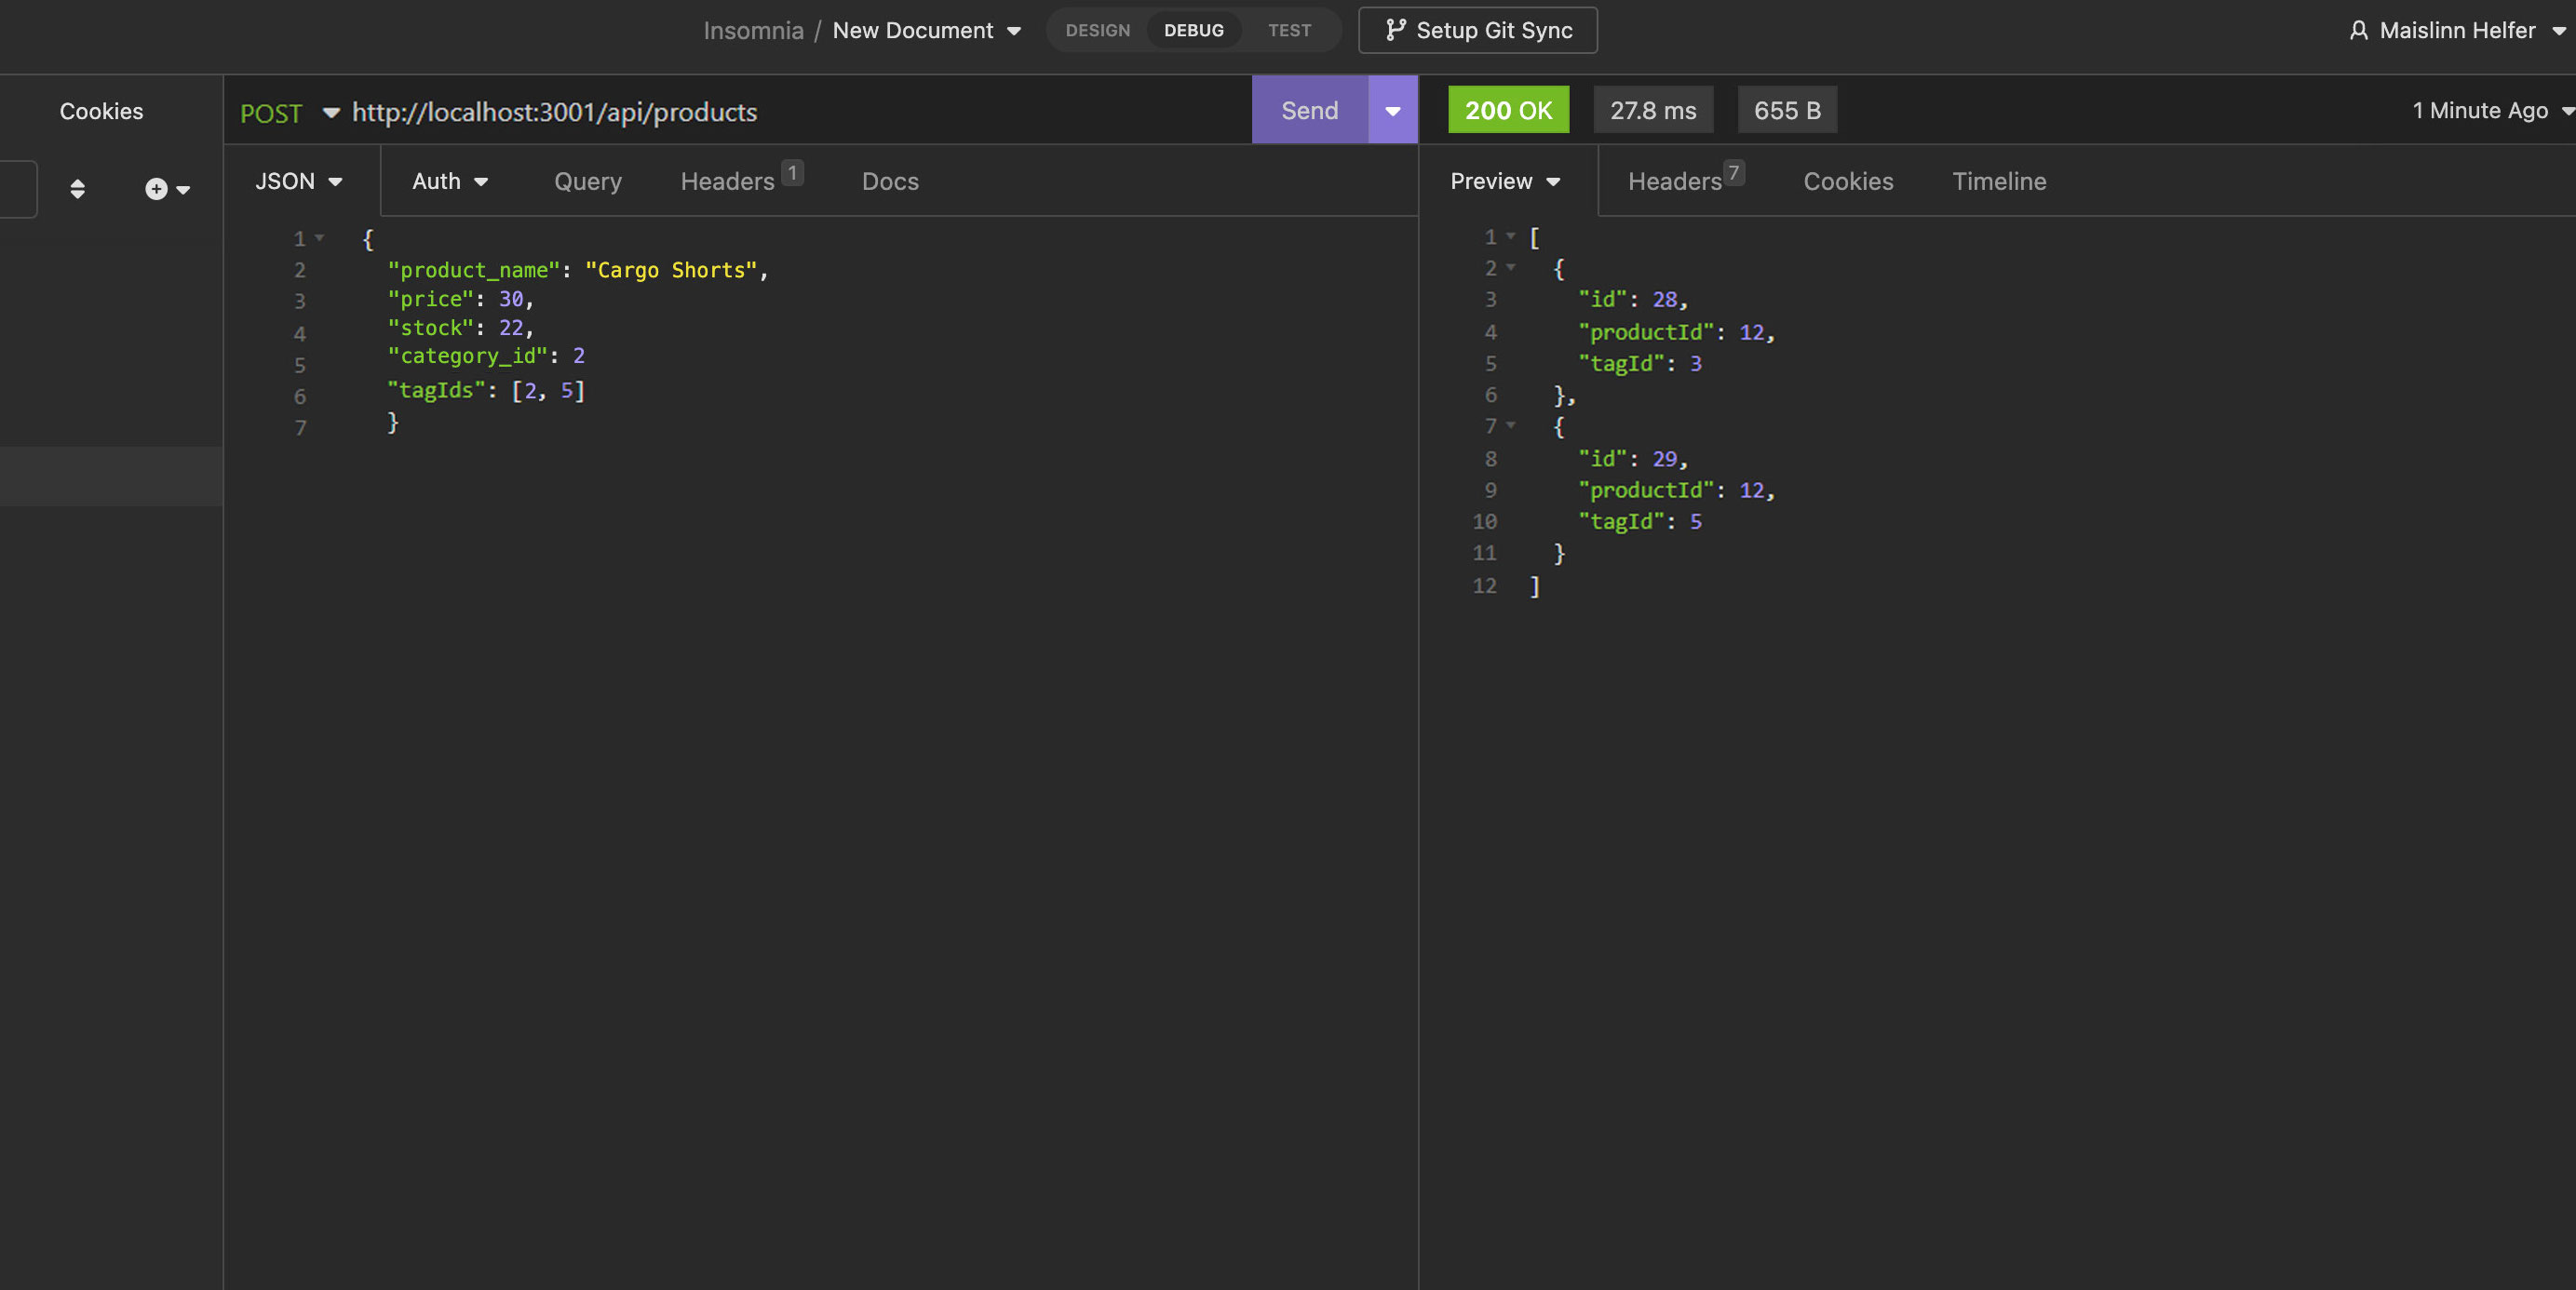 Insomnia / New Document DESIGN DEBUG TEST Setup Git Sync Maislinn Helfer
Cookies
POST http://localhost:3001/api/products Send
200 OK 27.8 ms 655 B 1 Minute Ago
JSON Auth Query Headers 1 Docs
Preview Headers 7 Cookies Timeline
1 {
2 "product_name": "Cargo Shorts",
3 "price": 30,
4 "stock": 22,
5 "category_id": 2
6 "tagIds": [2, 5]
7 }
1 [
2 {
3 "id": 28,
4 "productId": 12,
5 "tagId": 3
6 },
7 {
8 "id": 29,
9 "productId": 12,
10 "tagId": 5
11 }
12 ]